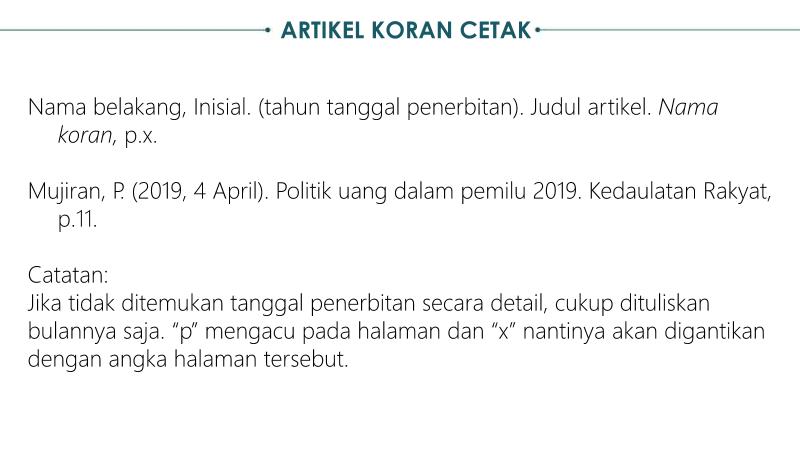 ARTIKEL KORAN CETAK
Nama belakang, Inisial. (tahun tanggal penerbitan). Judul artikel. Nama
koran, p.x.
Mujiran, P. (2019, 4 April). Politik uang dalam pemilu 2019. Kedaulatan Rakyat,
p.11.
Catatan:
Jika tidak ditemukan tanggal penerbitan secara detail, cukup dituliskan
bulannya saja. “p” mengacu pada halaman dan “x” nantinya akan digantikan
dengan angka halaman tersebut.